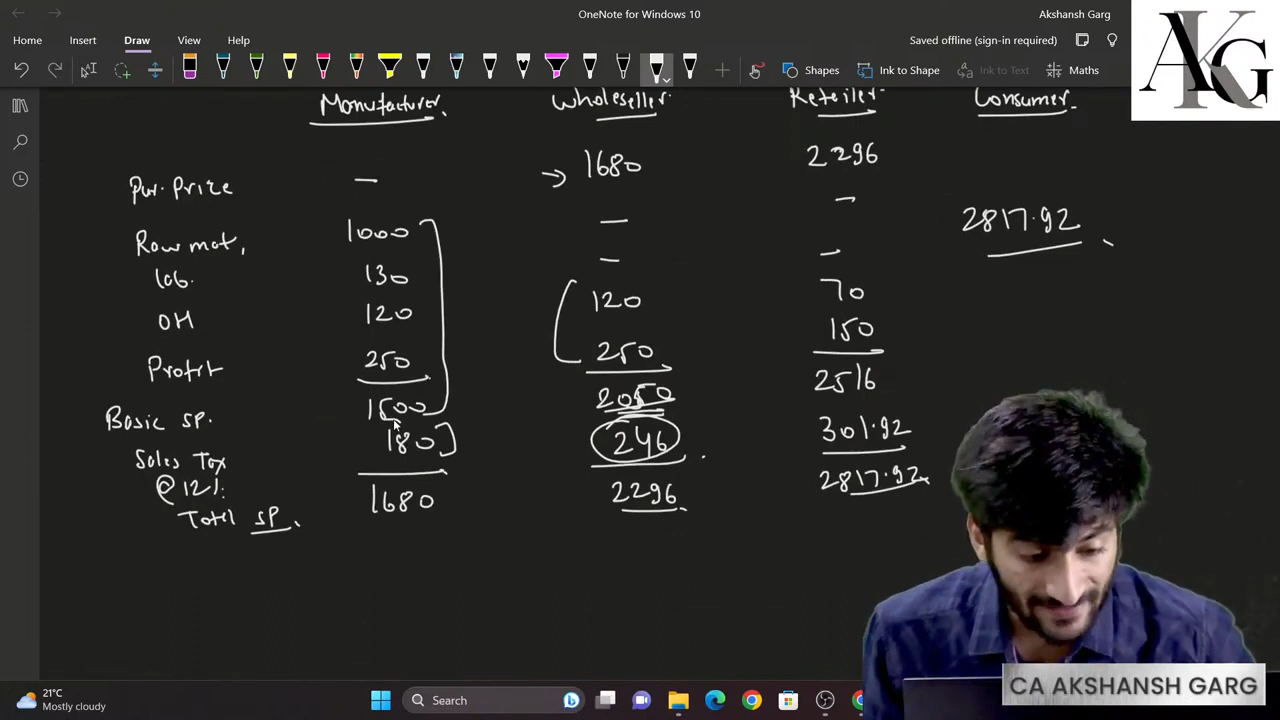 OneNote for Windows 10
Akshansh Garg
Home Insert Draw View Help
Saved offline (sign-in required)
Shapes Ink to Shape Ink to Text Maths
AKG
Manufacturer. Wholeseller. Retailer. Consumer.
Pur. Price — → 1680 2296
2817.92
Raw mat. 1000 — -
lab. 130 — -
OH 120 120 70
Profit 250 250 150
Basic SP. 1500 2050 2516
Sales Tax 180 246 301.92
@ 12%
Total SP. 1680 2296 2817.92
CA AKSHANSH GARG
21°C
Mostly cloudy
Search